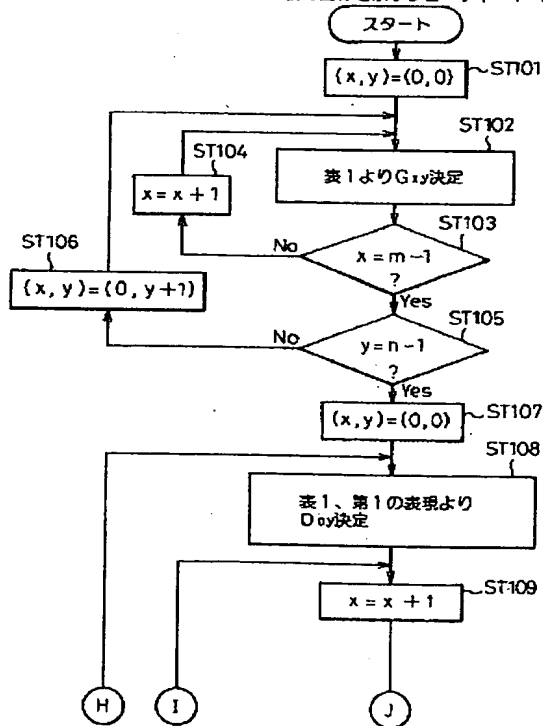 スタート
(x,y)=(0,0)
ST101
ST102
表1よりGxy決定
ST104
x=x+1
ST103
No
x=m-1
?
Yes
ST106
(x,y)=(0,y+1)
ST105
No
y=n-1
?
Yes
(x,y)=(0,0)
ST107
ST108
表1、第1の表現より
D0y決定
ST109
x=x+1
H
I
J